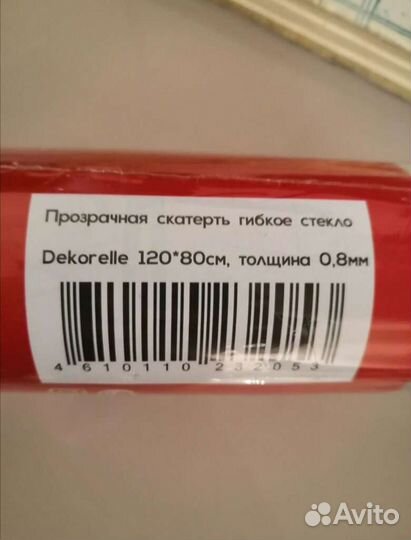 Прозрачная скатерть гибкое стекло
Dekorelle 120*80см, толщина 0,8мм
4 610110 232053
Avito